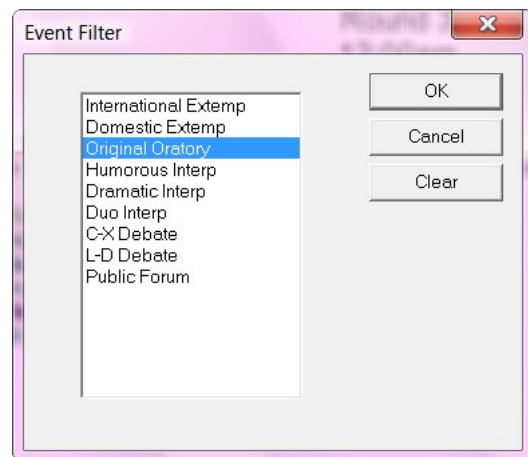 Event Filter
International Extemp
Domestic Extemp
Original Oratory
Humorous Interp
Dramatic Interp
Duo Interp
C-X Debate
L-D Debate
Public Forum
OK
Cancel
Clear